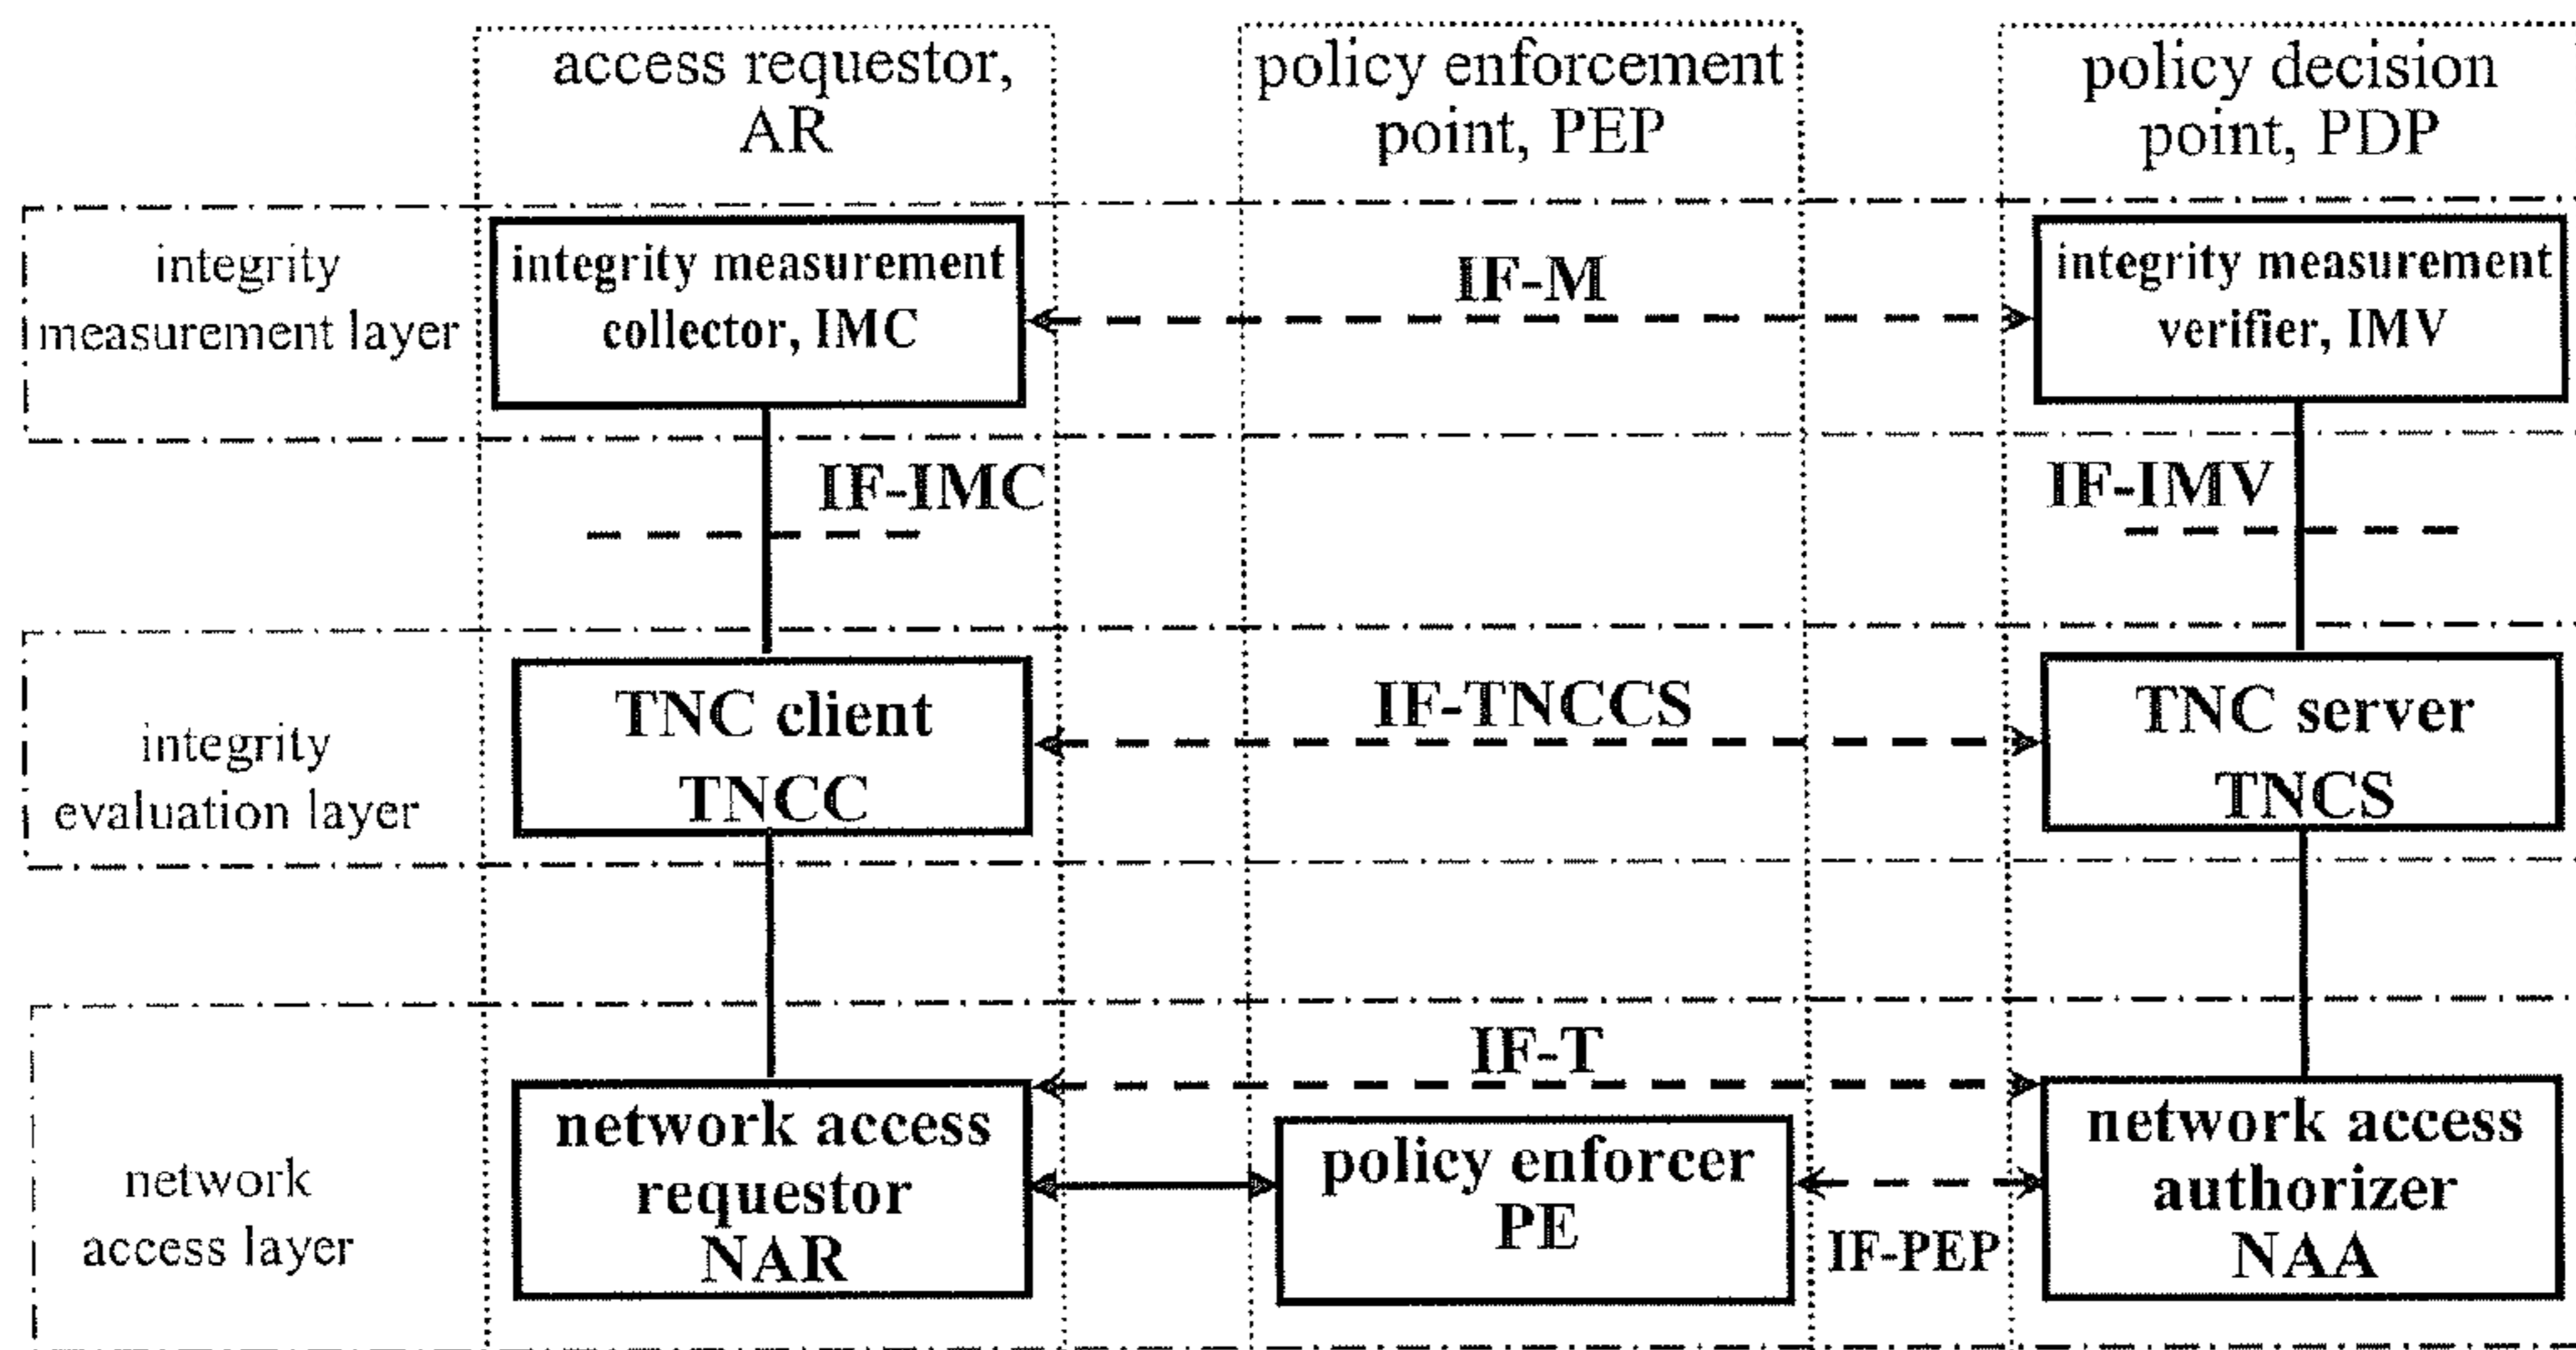 access requestor,
AR
policy enforcement
point, PEP
policy decision
point, PDP
integrity
measurement layer
integrity measurement
collector, IMC
IF-M
integrity measurement
verifier, IMV
IF-IMC
IF-IMV
integrity
evaluation layer
TNC client
TNCC
IF-TNCCS
TNC server
TNCS
network
access layer
network access
requestor
NAR
IF-T
policy enforcer
PE
IF-PEP
network access
authorizer
NAA